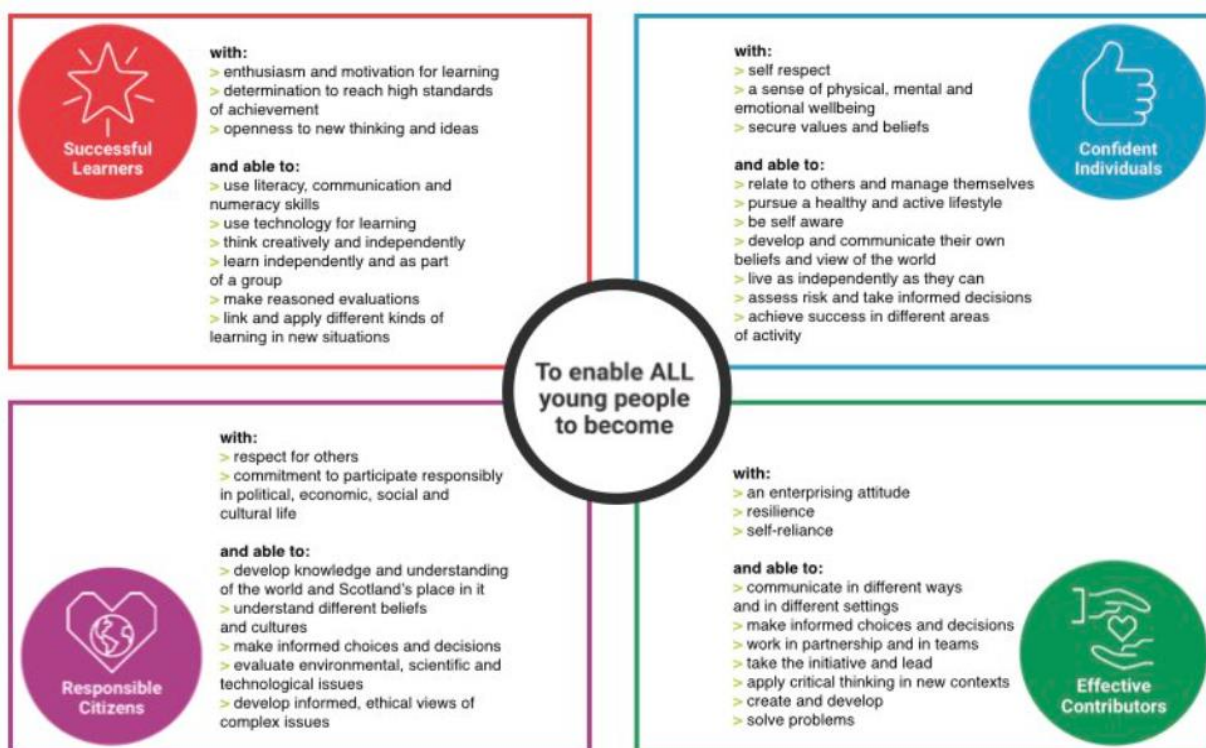 Successful
Learners
with:
> enthusiasm and motivation for learning
> determination to reach high standards
of achievement
> openness to new thinking and ideas
and able to:
> use literacy, communication and
numeracy skills
> use technology for learning
> think creatively and independently
> learn independently and as part
of a group
> make reasoned evaluations
> link and apply different kinds of
learning in new situations
with:
> self respect
> a sense of physical, mental and
emotional wellbeing
> secure values and beliefs
and able to:
> relate to others and manage themselves
> pursue a healthy and active lifestyle
> be self aware
> develop and communicate their own
beliefs and view of the world
> live as independently as they can
> assess risk and take informed decisions
> achieve success in different areas
of activity
Confident
Individuals
To enable ALL
young people
to become
with:
> respect for others
> commitment to participate responsibly
in political, economic, social and
cultural life
and able to:
> develop knowledge and understanding
of the world and Scotland's place in it
> understand different beliefs
and cultures
> make informed choices and decisions
> evaluate environmental, scientific and
technological issues
> develop informed, ethical views of
complex issues
Responsible
Citizens
with:
> an enterprising attitude
> resilience
> self-reliance
and able to:
> communicate in different ways
and in different settings
> make informed choices and decisions
> work in partnership and in teams
> take the initiative and lead
> apply critical thinking in new contexts
> create and develop
> solve problems
Effective
Contributors